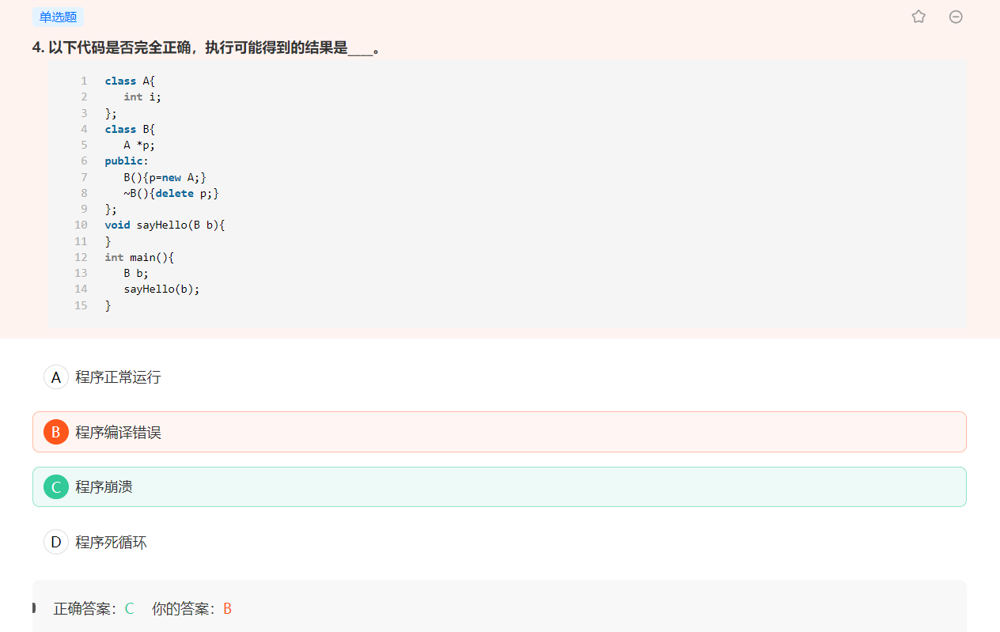 单选题
4. 以下代码是否完全正确，执行可能得到的结果是____。
1 class A{
2 int i;
3 };
4 class B{
5 A *p;
6 public:
7 B(){p=new A;}
8 ~B(){delete p;}
9 };
10 void sayHello(B b){
11 }
12 int main(){
13 B b;
14 sayHello(b);
15 }
A 程序正常运行
B 程序编译错误
C 程序崩溃
D 程序死循环
正确答案：C 你的答案：B